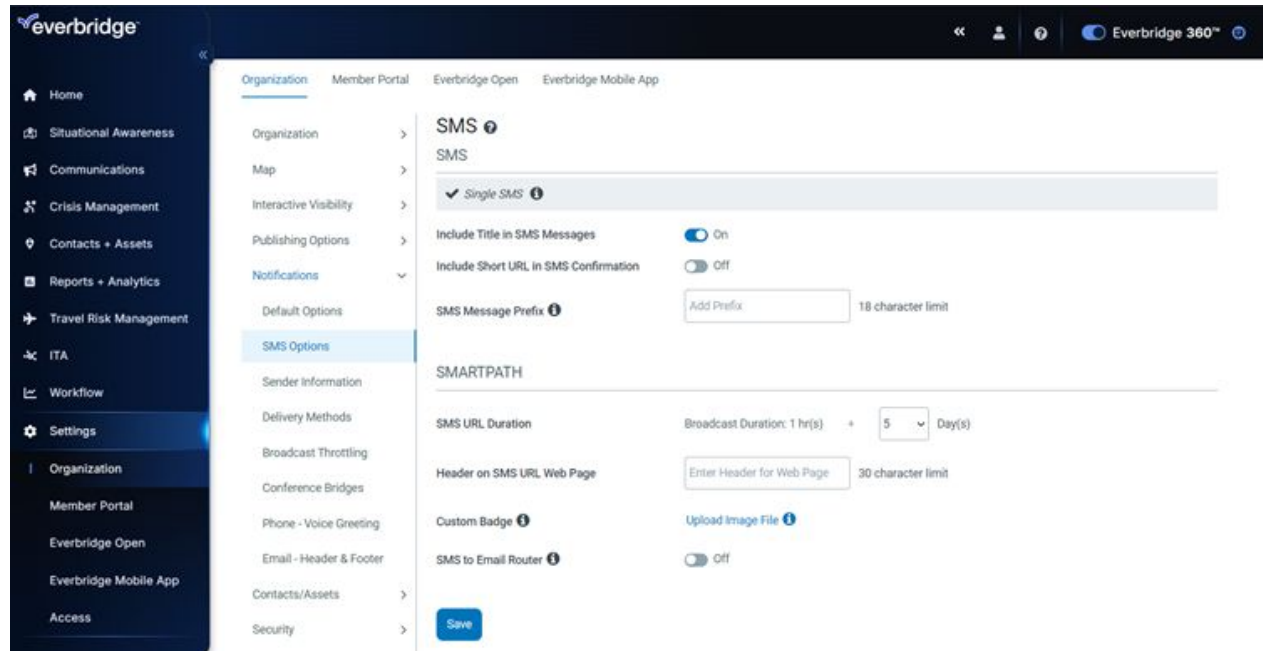 everbridge
Everbridge 360™
Home
Situational Awareness
Communications
Crisis Management
Contacts + Assets
Reports + Analytics
Travel Risk Management
ITA
Workflow
Settings
Organization
Member Portal
Everbridge Open
Everbridge Mobile App
Access
Organization Member Portal Everbridge Open Everbridge Mobile App
Organization
Map
Interactive Visibility
Publishing Options
Notifications
Default Options
SMS Options
Sender Information
Delivery Methods
Broadcast Throttling
Conference Bridges
Phone - Voice Greeting
Email - Header & Footer
Contacts/Assets
Security
SMS
SMS
Single SMS
Include Title in SMS Messages On
Include Short URL in SMS Confirmation Off
SMS Message Prefix Add Prefix 18 character limit
SMARTPATH
SMS URL Duration Broadcast Duration: 1 hr(s) + 5 Day(s)
Header on SMS URL Web Page Enter Header for Web Page 30 character limit
Custom Badge Upload Image File
SMS to Email Router Off
Save